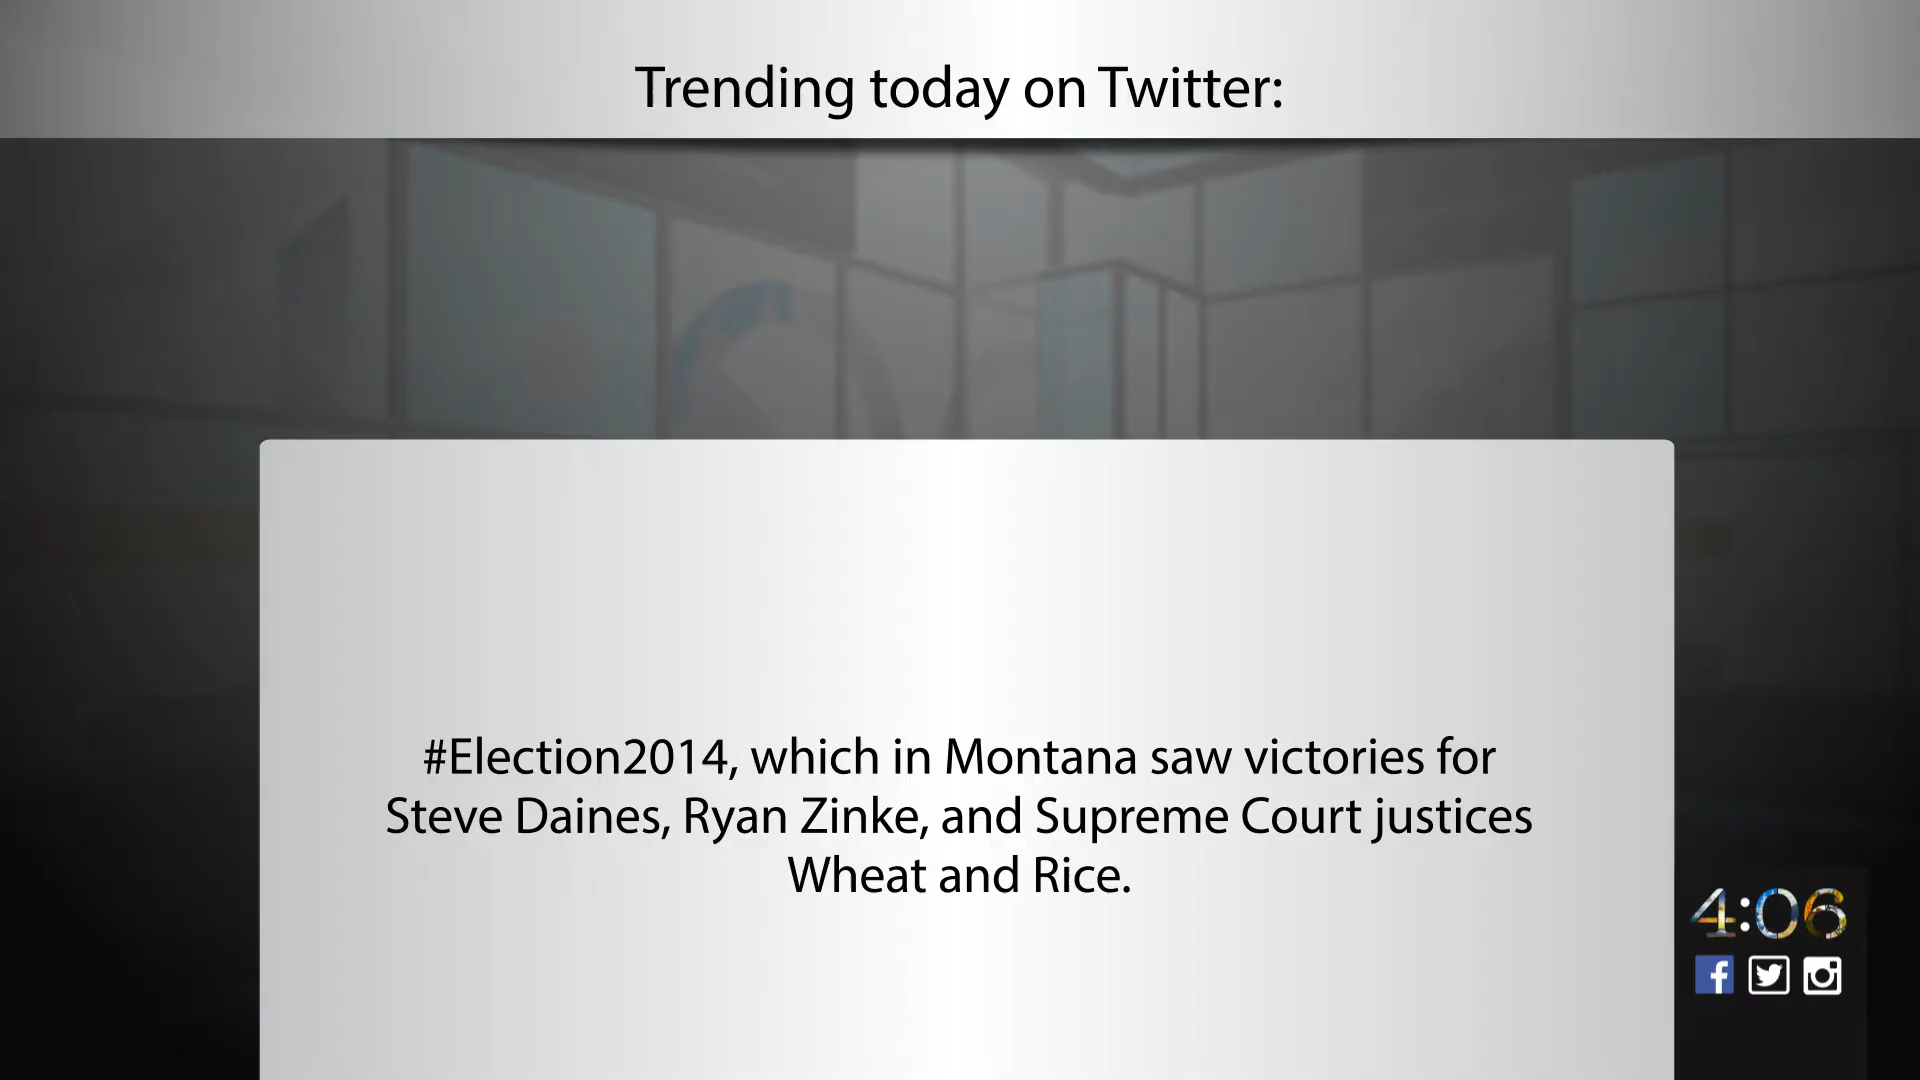 Trending today on Twitter:
#Election2014, which in Montana saw victories for
Steve Daines, Ryan Zinke, and Supreme Court justices
Wheat and Rice.
4:06